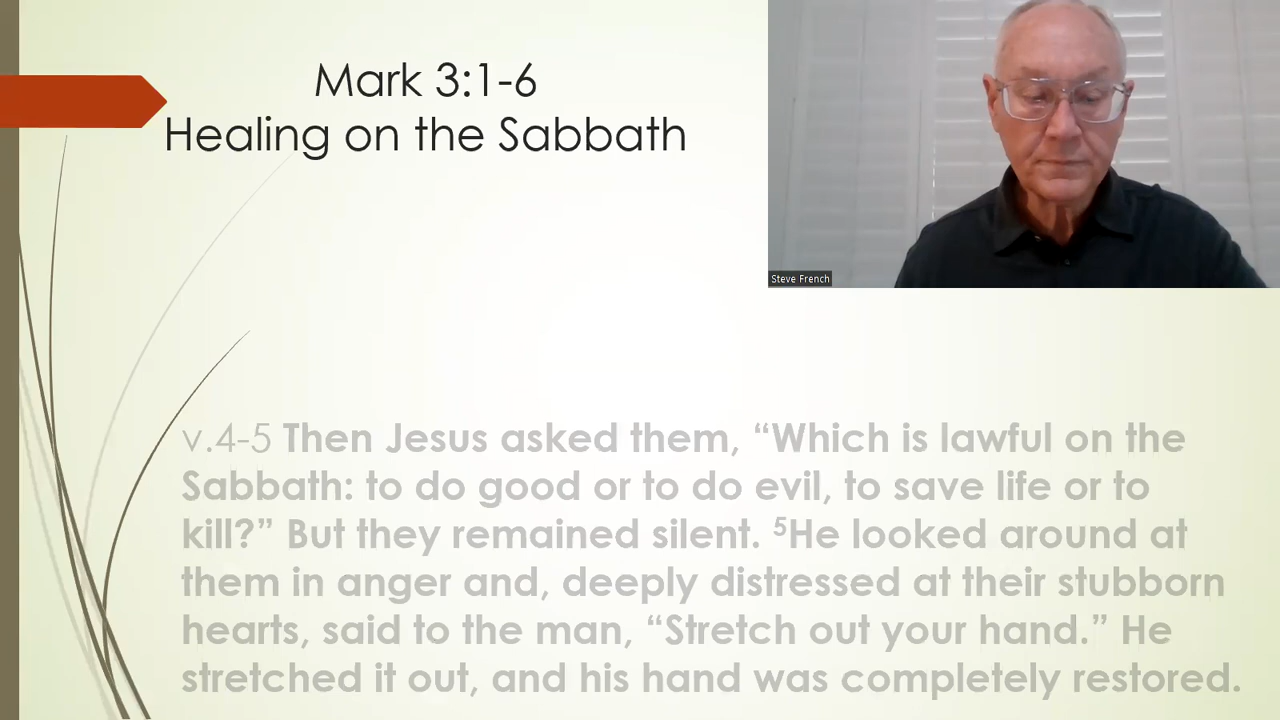 Mark 3:1-6
Healing on the Sabbath
Steve French
v.4-5 Then Jesus asked them, “Which is lawful on the
Sabbath: to do good or to do evil, to save life or to
kill?” But they remained silent. ⁵He looked around at
them in anger and, deeply distressed at their stubborn
hearts, said to the man, “Stretch out your hand.” He
stretched it out, and his hand was completely restored.